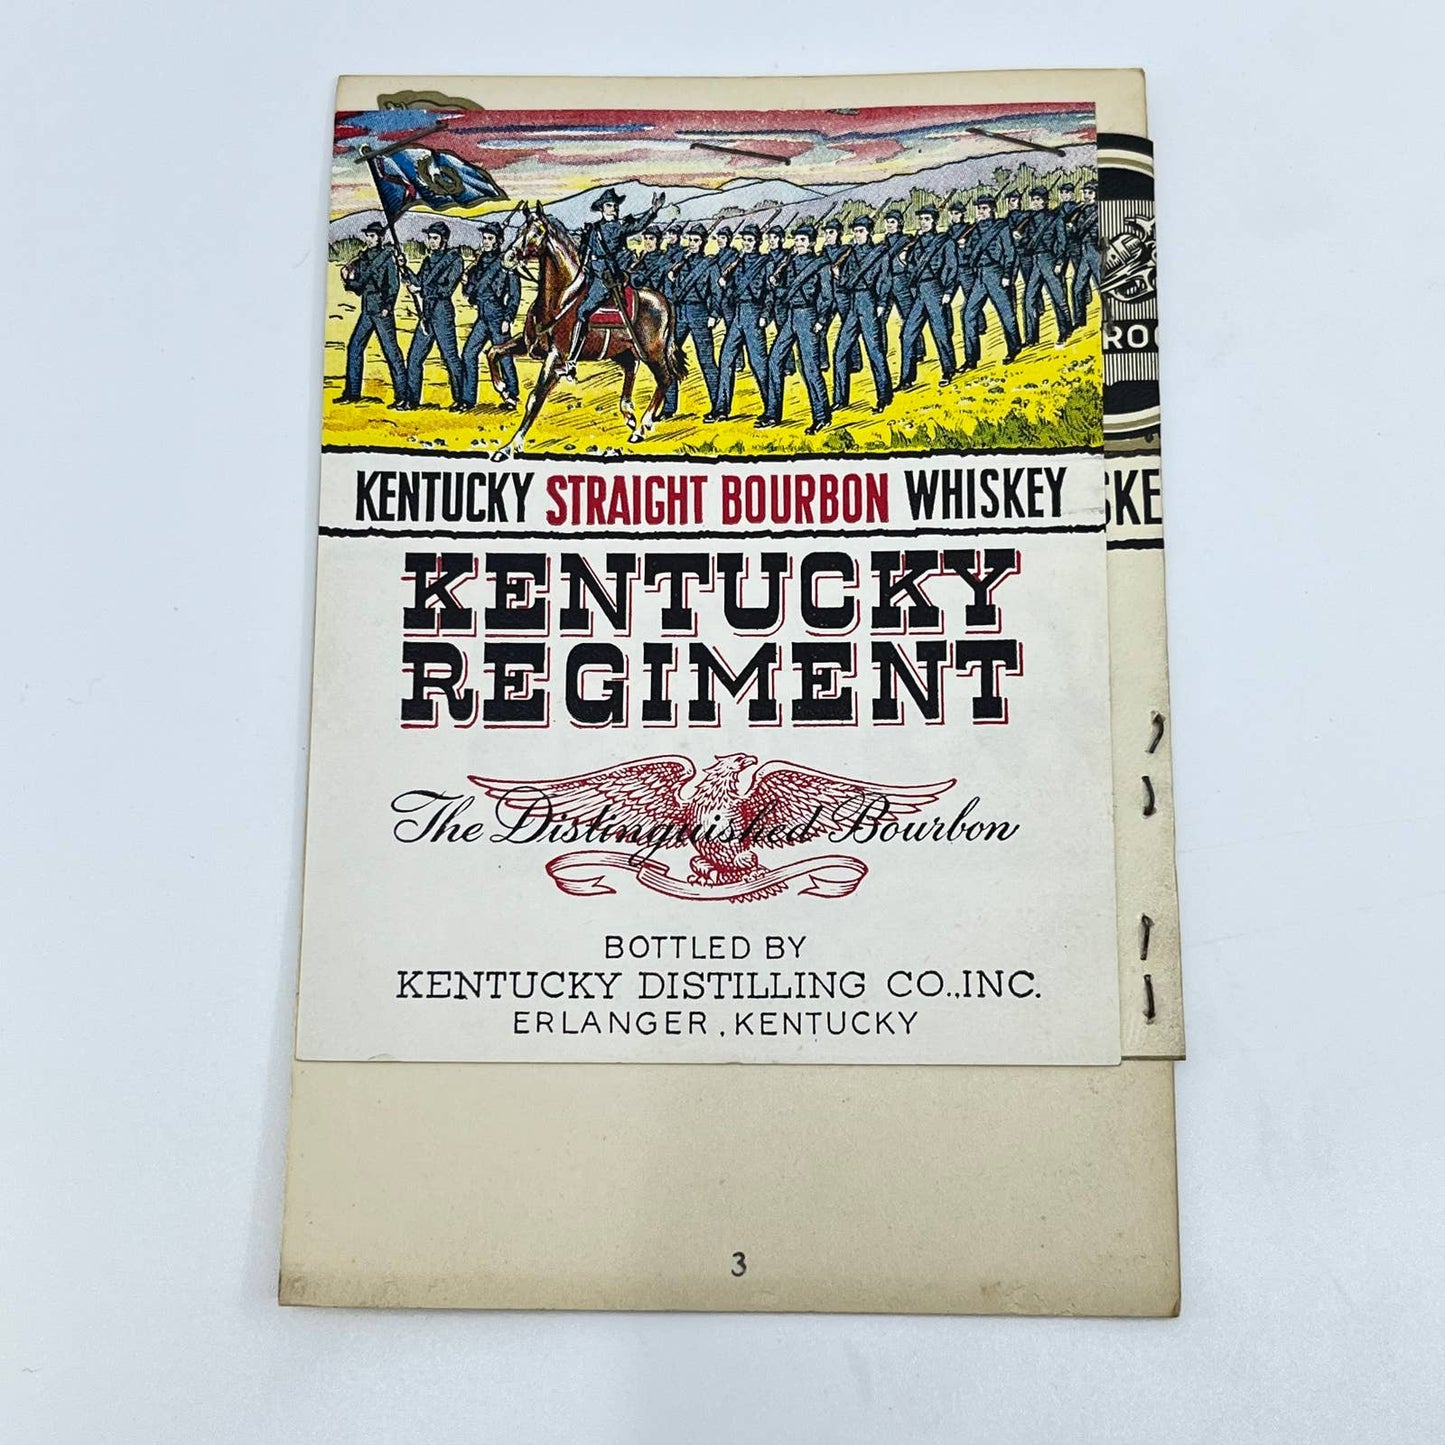 KENTUCKY STRAIGHT BOURBON WHISKEY
KENTUCKY
REGIMENT
The Distinguished Bourbon
BOTTLED BY
KENTUCKY DISTILLING CO., INC.
ERLANGER, KENTUCKY
3